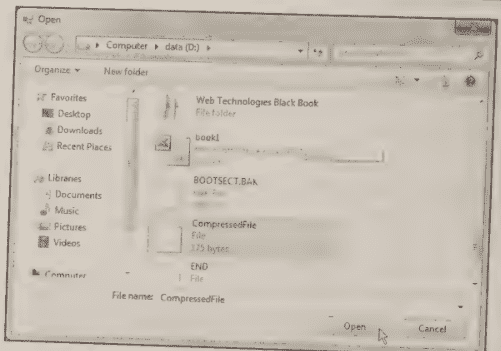 Open
Computer ▸ data (D:) ▸
Organize ▾ New folder
Favorites
Desktop
Downloads
Recent Places
Libraries
Documents
Music
Pictures
Videos
Computer
Web Technologies Black Book
File folder
book1
BOOTSECT.BAK
CompressedFile
File
175 bytes
END
File
File name: CompressedFile
Open Cancel